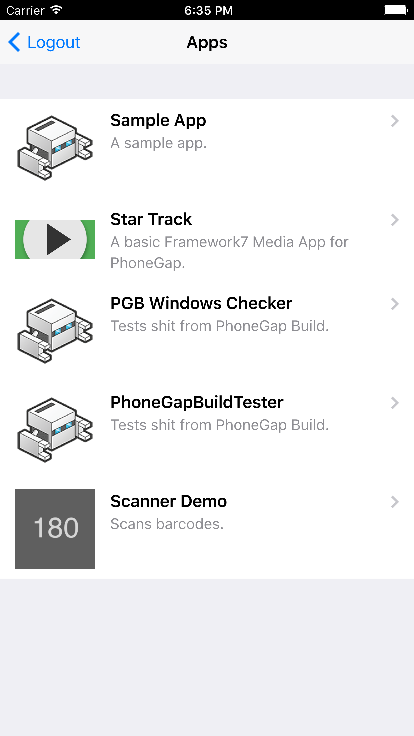 Carrier 6:35 PM
Logout Apps
Sample App
A sample app.
Star Track
A basic Framework7 Media App for
PhoneGap.
PGB Windows Checker
Tests shit from PhoneGap Build.
PhoneGapBuildTester
Tests shit from PhoneGap Build.
180
Scanner Demo
Scans barcodes.